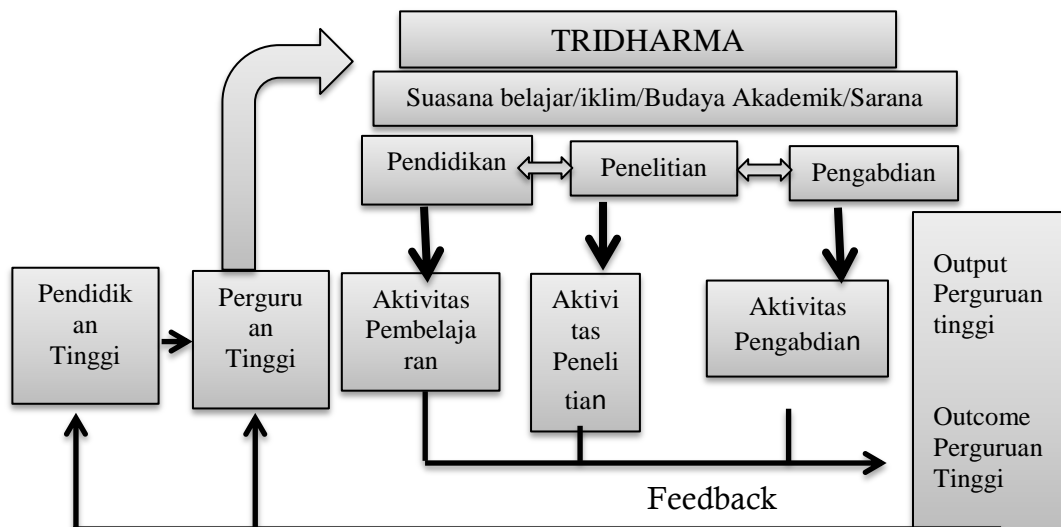 TRIDHARMA
Suasana belajar/iklim/Budaya Akademik/Sarana
Pendidikan
Penelitian
Pengabdian
Pendidik
an
Tinggi
Perguru
an
Tinggi
Aktivitas
Pembelaja
ran
Aktivi
tas
Peneli
tian
Aktivitas
Pengabdian
Output
Perguruan
tinggi
Outcome
Perguruan
Tinggi
Feedback